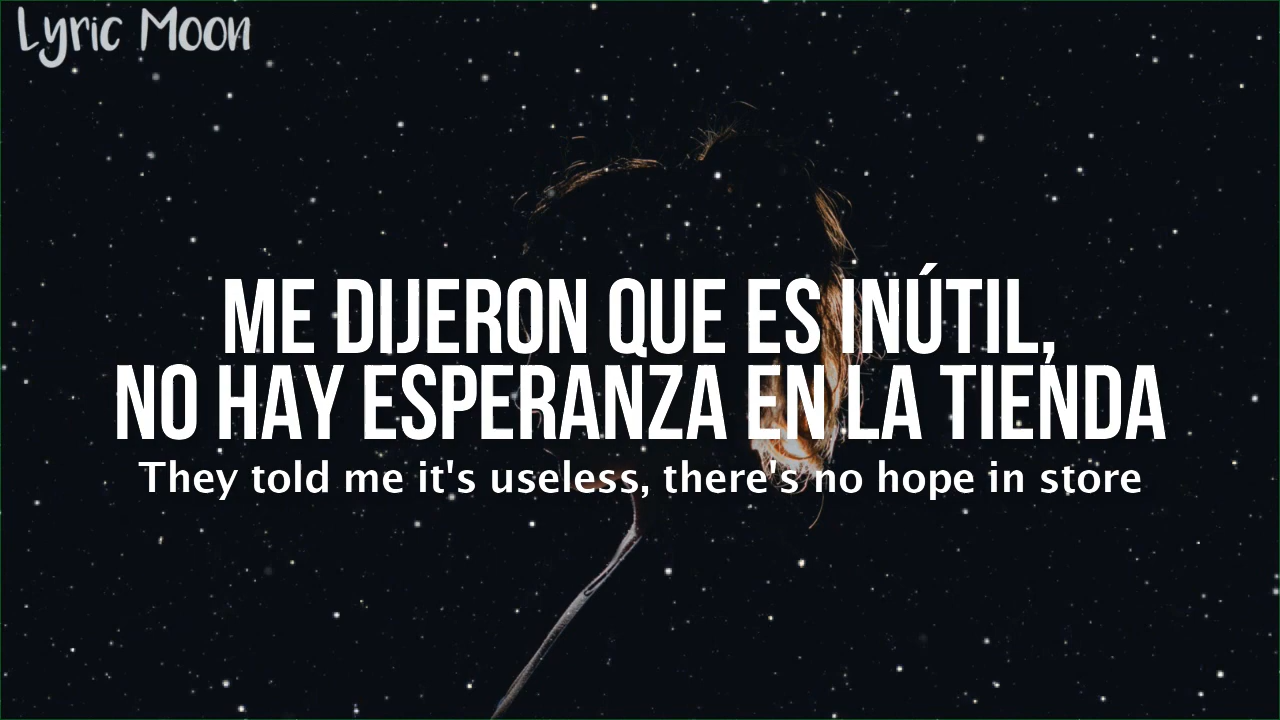 Lyric Moon
ME DIJERON QUE ES INÚTIL,
NO HAY ESPERANZA EN LA TIENDA
They told me it's useless, there's no hope in store